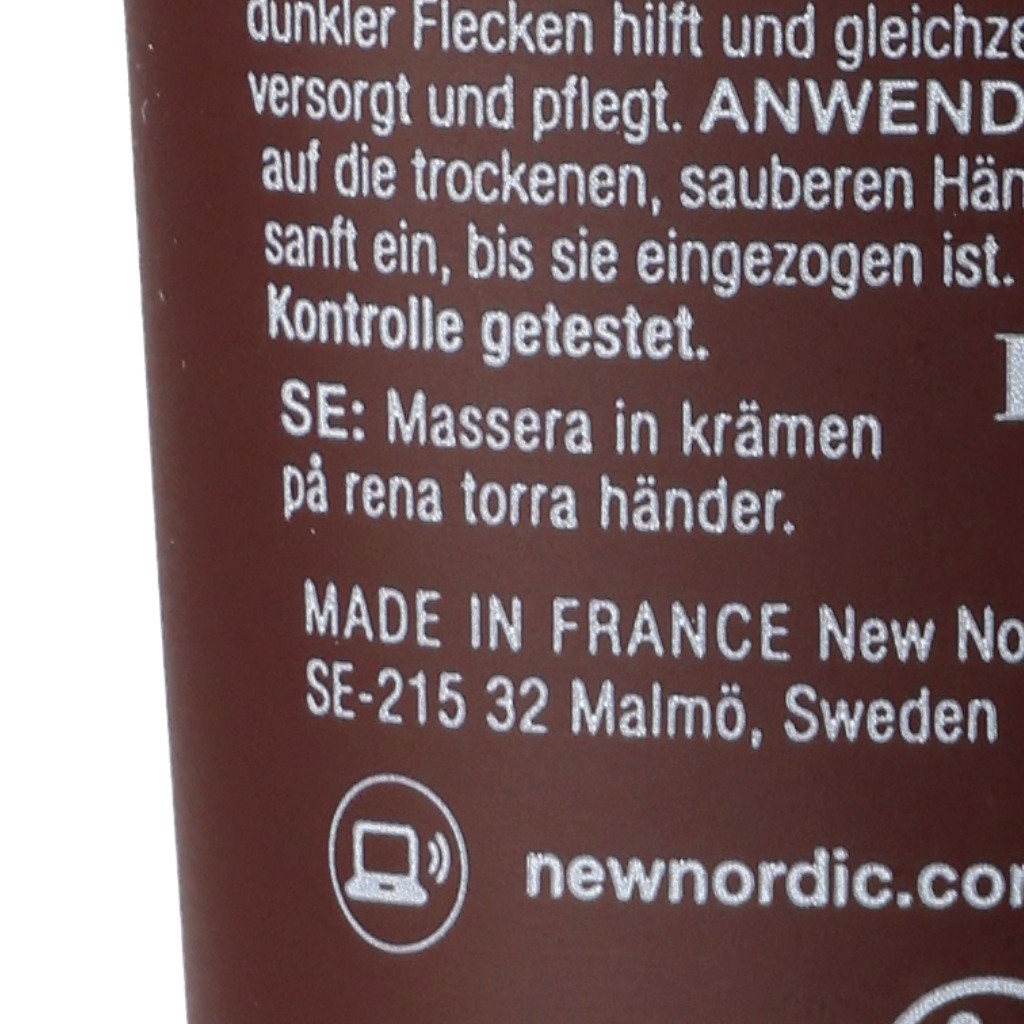 dunkler Flecken hilft und gleichze
versorgt und pflegt. ANWEND
auf die trockenen, sauberen Hän
sanft ein, bis sie eingezogen ist.
Kontrolle getestet.
SE: Massera in krämen
på rena torra händer.
MADE IN FRANCE New No
SE-215 32 Malmö, Sweden
newnordic.com